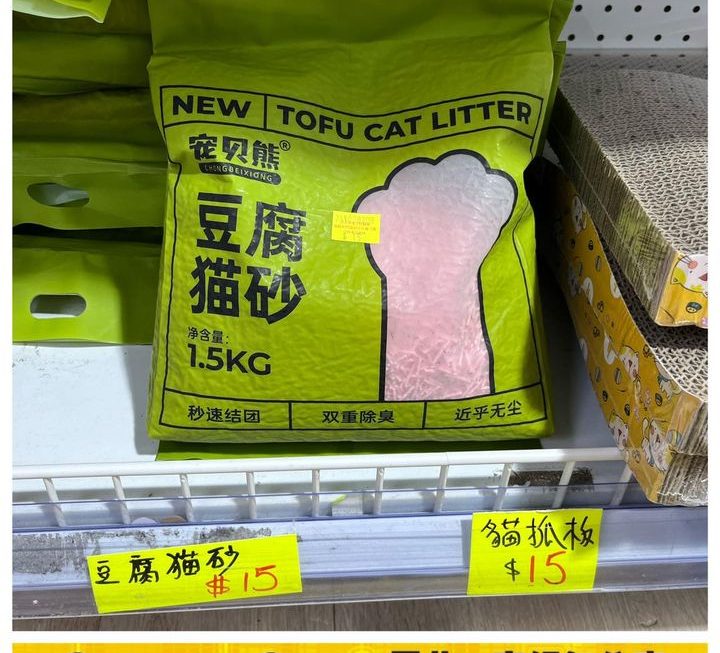 NEW TOFU CAT LITTER
宠贝熊®
CHONGBEIXIONG
豆腐
猫砂
净含量:
1.5KG
秒速结团 双重除臭 近乎无尘
豆腐猫砂
$15
貓抓板
$15